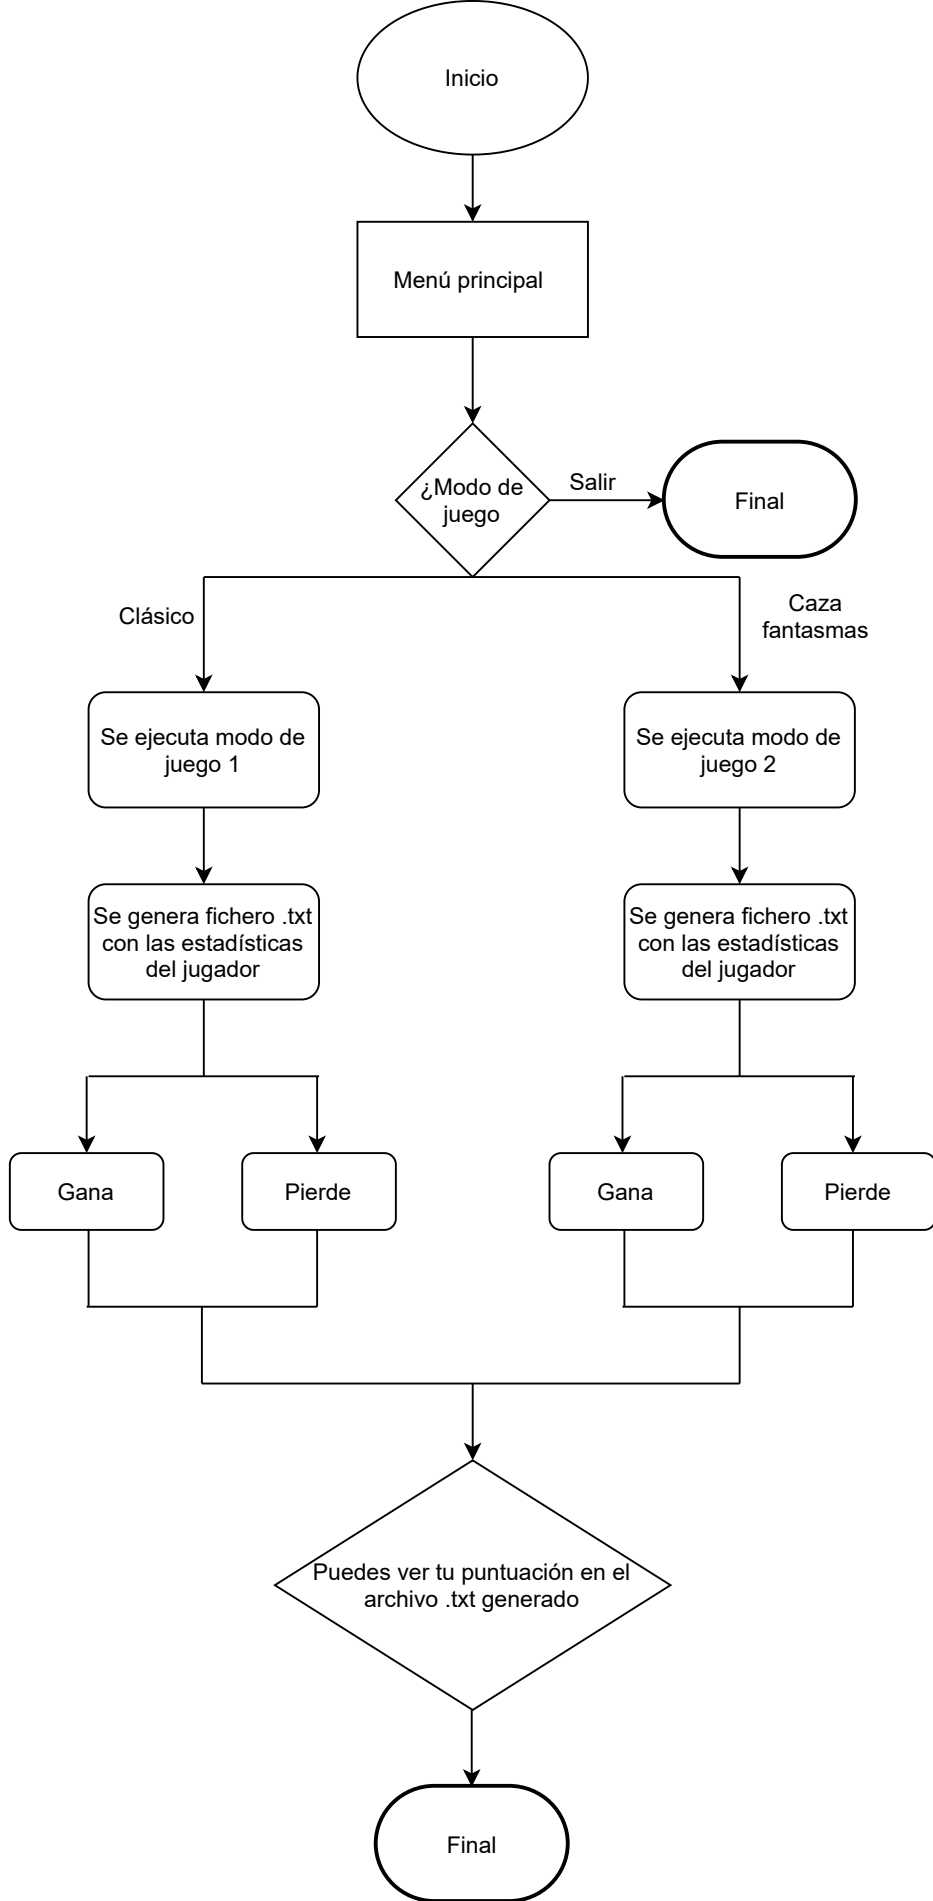 Inicio
Menú principal
¿Modo de
juego
Salir
Final
Clásico
Caza
fantasmas
Se ejecuta modo de
juego 1
Se ejecuta modo de
juego 2
Se genera fichero .txt
con las estadísticas
del jugador
Se genera fichero .txt
con las estadísticas
del jugador
Gana
Pierde
Gana
Pierde
Puedes ver tu puntuación en el
archivo .txt generado
Final